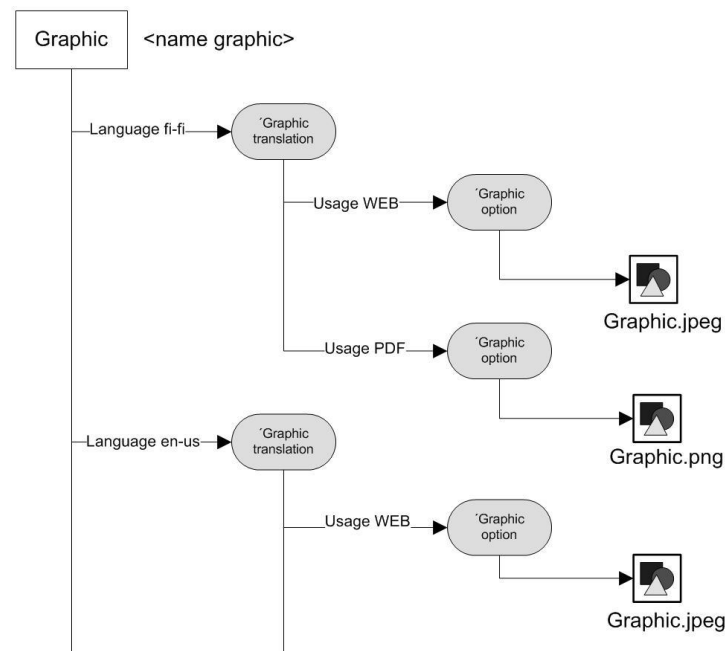 Graphic
<name graphic>
Language fi-fi
´Graphic
translation
Usage WEB
´Graphic
option
Graphic.jpeg
Usage PDF
´Graphic
option
Graphic.png
Language en-us
´Graphic
translation
Usage WEB
´Graphic
option
Graphic.jpeg